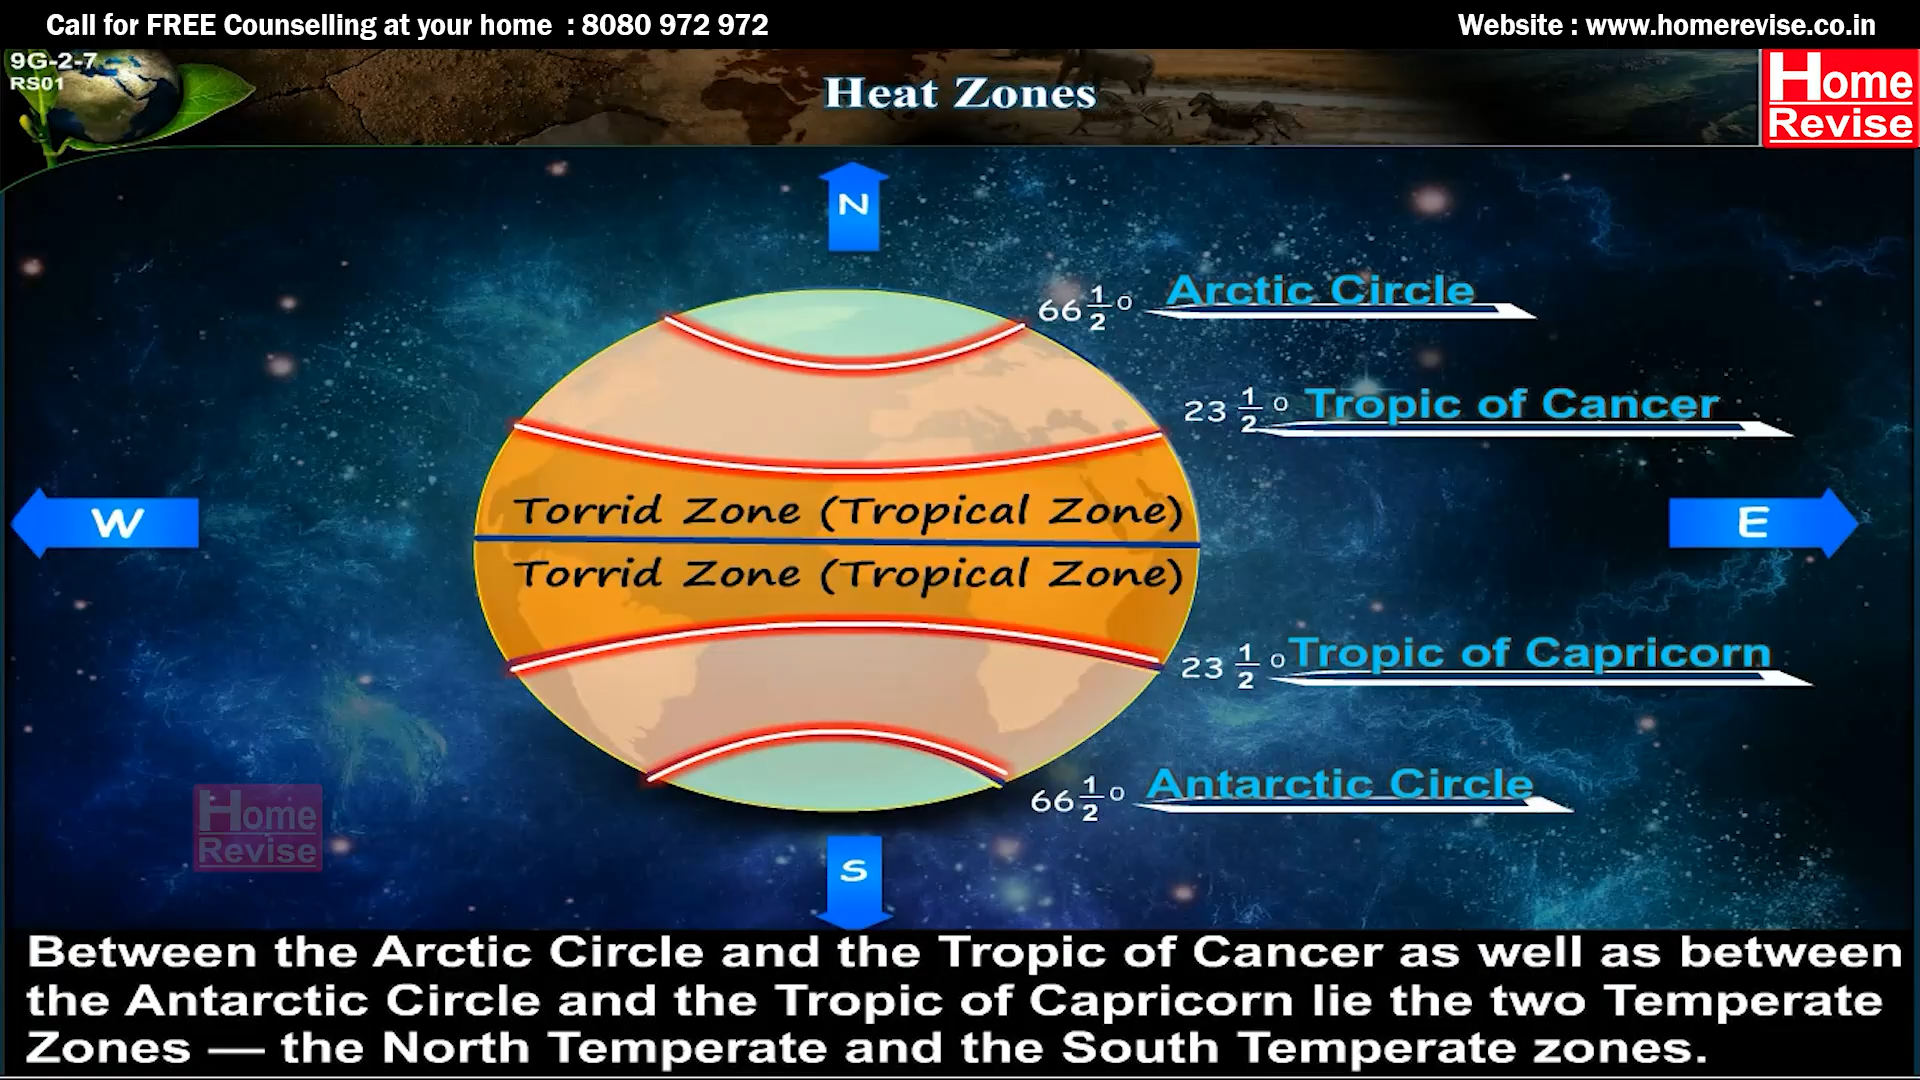 Call for FREE Counselling at your home : 8080 972 972
Website : www.homerevise.co.in
9G-2-7
RS01
Heat Zones
Home
Revise
N
66 1/2 o Arctic Circle
23 1/2 o Tropic of Cancer
Torrid Zone (Tropical Zone)
W
E
Torrid Zone (Tropical Zone)
23 1/2 o Tropic of Capricorn
66 1/2 o Antarctic Circle
Home
Revise
S
Between the Arctic Circle and the Tropic of Cancer as well as between
the Antarctic Circle and the Tropic of Capricorn lie the two Temperate
Zones — the North Temperate and the South Temperate zones.